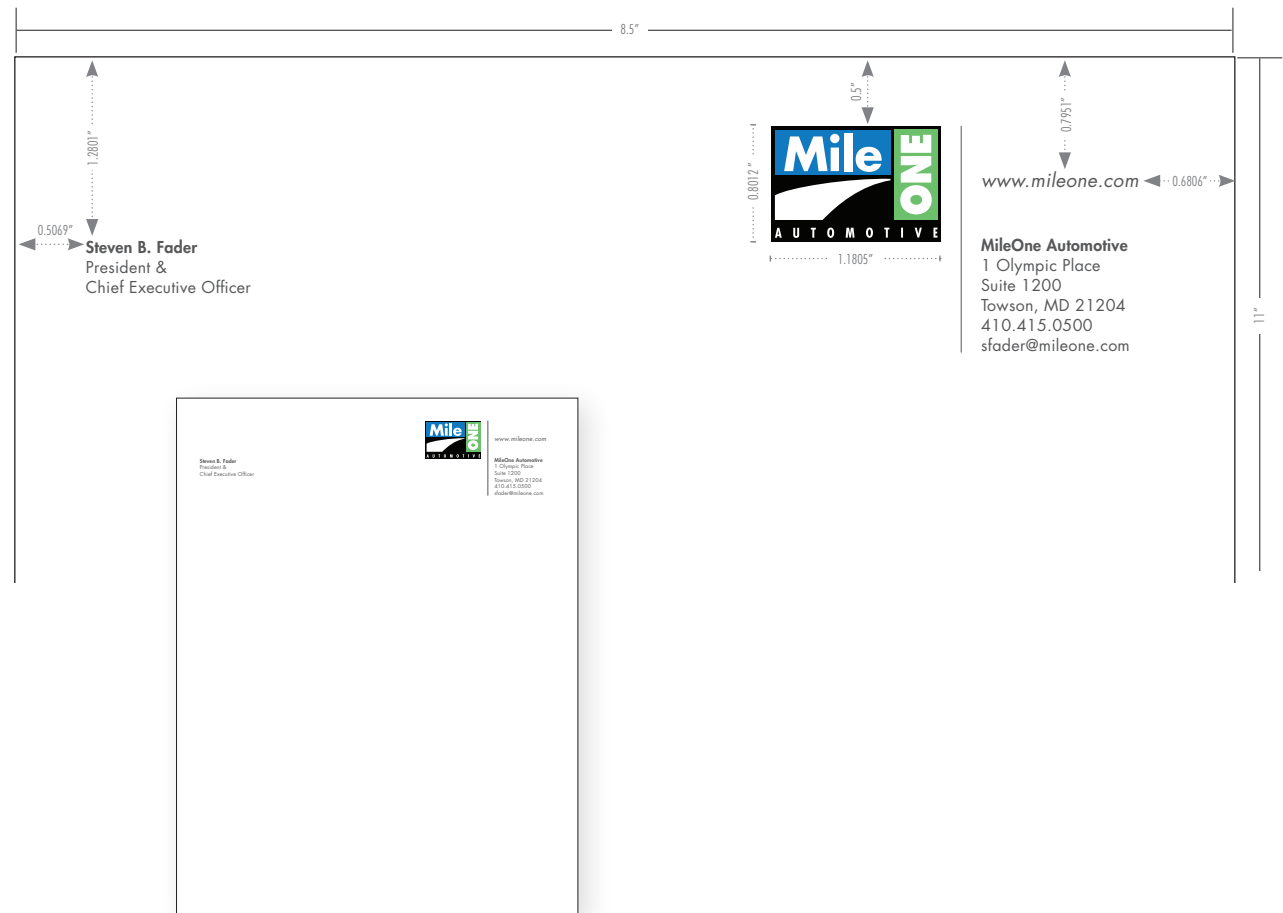 8.5"
1.2801"
0.5"
0.7951"
0.8012 "
Mile
ONE
AUTOMOTIVE
1.1805"
www.mileone.com
0.6806"
0.5069"
Steven B. Fader
President &
Chief Executive Officer
MileOne Automotive
1 Olympic Place
Suite 1200
Towson, MD 21204
410.415.0500
sfader@mileone.com
11"
Mile
ONE
AUTOMOTIVE
www.mileone.com
Steven B. Fader
President &
Chief Executive Officer
MileOne Automotive
1 Olympic Place
Suite 1200
Towson, MD 21204
410.415.0500
sfader@mileone.com